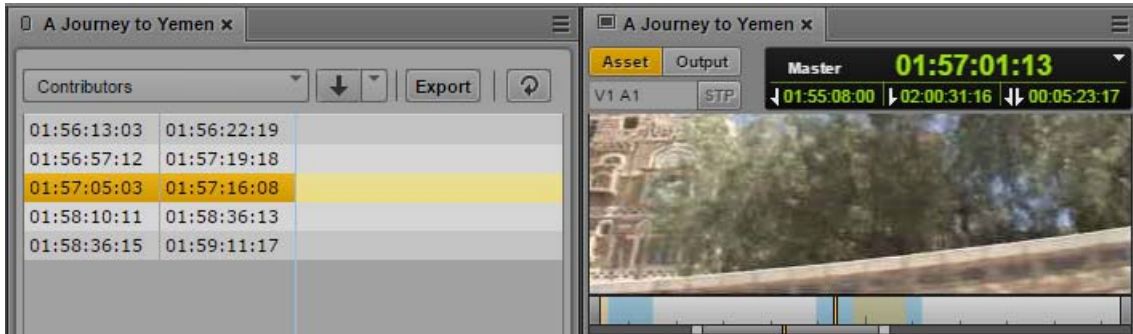 A Journey to Yemen ×
Contributors Export
01:56:13:03 01:56:22:19
01:56:57:12 01:57:19:18
01:57:05:03 01:57:16:08
01:58:10:11 01:58:36:13
01:58:36:15 01:59:11:17
A Journey to Yemen ×
Asset Output Master 01:57:01:13
V1 A1 STP 01:55:08:00 02:00:31:16 00:05:23:17